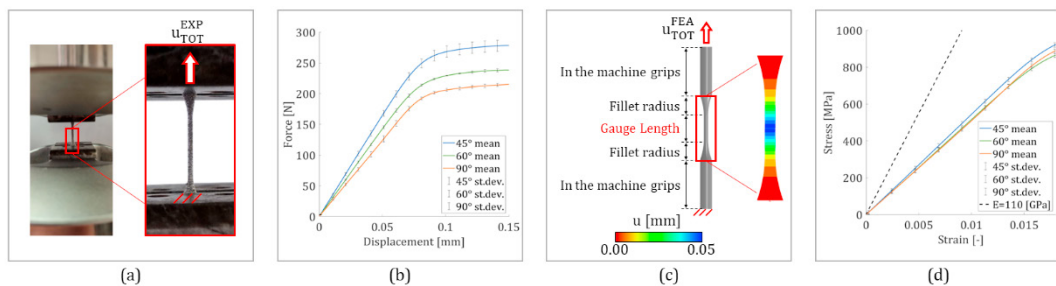 u_TOT^EXP
300
250
200
150
100
50
0
Force [N]
0
0.05
0.1
0.15
Displacement [mm]
45° mean
60° mean
90° mean
45° st.dev.
60° st.dev.
90° st.dev.
u_TOT^FEA
In the machine grips
Fillet radius
Gauge Length
Fillet radius
In the machine grips
u [mm]
0.00 0.05
1000
800
600
400
200
0
Stress [MPa]
0
0.005
0.01
0.015
Strain [-]
45° mean
60° mean
90° mean
45° st.dev.
60° st.dev.
90° st.dev.
E=110 [GPa]
(a) (b) (c) (d)